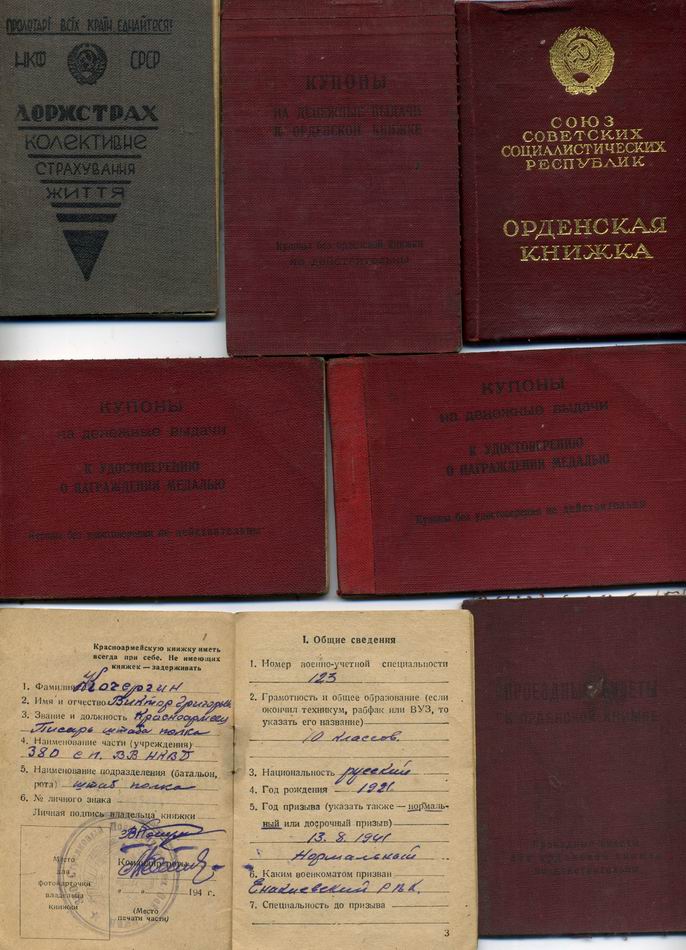 ПРОЛЕТАРІ ВСІХ КРАЇН ЄДНАЙТЕСЯ!
НКФ СРСР
ДОРЖСТРАХ
КОЛЕКТИВНЕ
СТРАХУВАННЯ
ЖИТТЯ
КУПОНЫ
НА ДЕНЕЖНЫЕ ВЫДАЧИ
К ОРДЕНСКОЙ КНИЖКЕ
Купоны без орденской книжки
не действительны
СОЮЗ
СОВЕТСКИХ
СОЦИАЛИСТИЧЕСКИХ
РЕСПУБЛИК
ОРДЕНСКАЯ
КНИЖКА
КУПОНЫ
на денежные выдачи
К УДОСТОВЕРЕНИЮ
О НАГРАЖДЕНИИ МЕДАЛЬЮ
Купоны без удостоверения не действительны
КУПОНЫ
на денежные выдачи
К УДОСТОВЕРЕНИЮ
О НАГРАЖДЕНИИ МЕДАЛЬЮ
Купоны без удостоверения не действительны
Красноармейскую книжку иметь
всегда при себе. Не имеющих
книжек — задерживать
1. Фамилия Кочергин
2. Имя и отчество Виктор Григорьев
3. Звание и должность Красноармеец
Писарь штаба полка
4. Наименование части (учреждения)
380 с п. ВВ НКВД
5. Наименование подразделения (батальон,
рота) штаб полка
6. № личного знака
Личная подпись владельца книжки
Место
для
фотокарточки
владельца
книжки
194 г.
(Место
печати части)
I. Общие сведения
1. Номер военно-учетной специальности
123
2. Грамотность и общее образование (если
окончил техникум, рабфак или ВУЗ, то
указать его название)
10 классов.
3. Национальность русский
4. Год рождения 1921
5. Год призыва (указать также — нормаль-
ный или досрочный призыв)
13. 8. 1941
Нормальный
6. Каким военкоматом призван
Енакиевский РВК.
7. Специальность до призыва
3
ПРОЕЗДНЫЕ БИЛЕТЫ
К ОРДЕНСКОЙ КНИЖКЕ